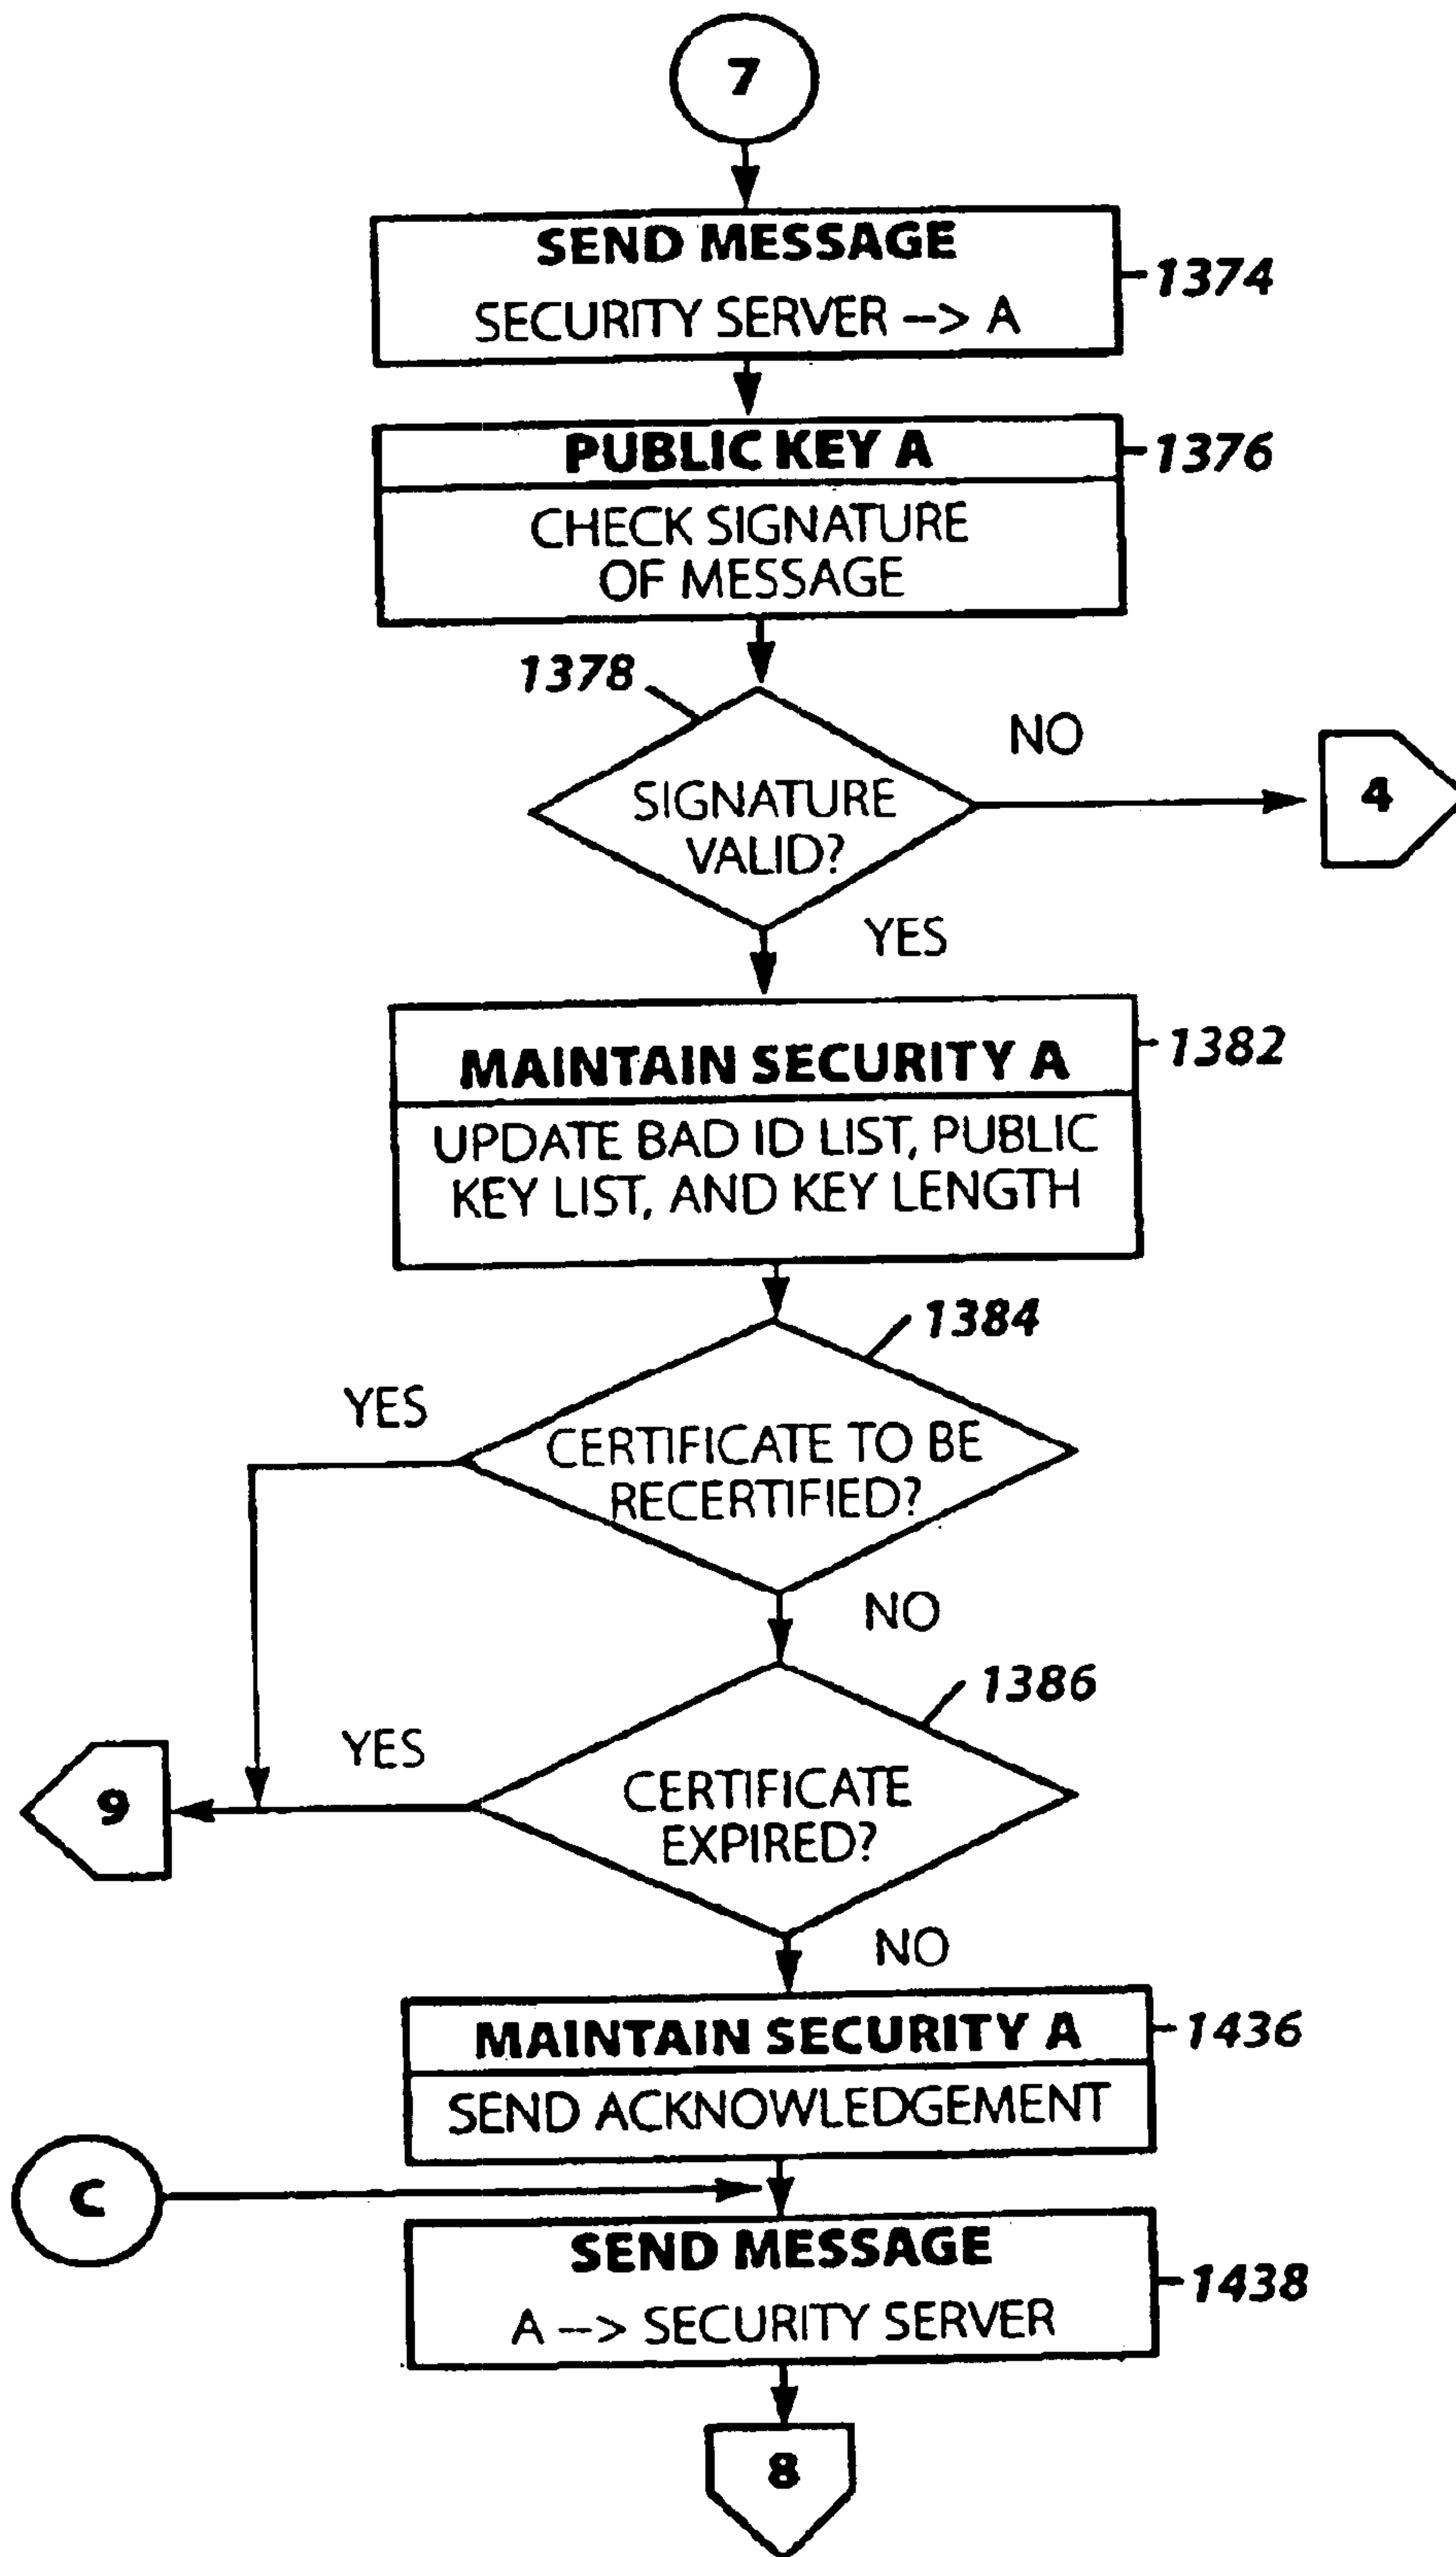 7
SEND MESSAGE
SECURITY SERVER --> A
1374
PUBLIC KEY A
1376
CHECK SIGNATURE
OF MESSAGE
1378
SIGNATURE
VALID?
NO
4
YES
MAINTAIN SECURITY A
1382
UPDATE BAD ID LIST, PUBLIC
KEY LIST, AND KEY LENGTH
1384
YES
CERTIFICATE TO BE
RECERTIFIED?
NO
1386
YES
9
CERTIFICATE
EXPIRED?
NO
MAINTAIN SECURITY A
1436
SEND ACKNOWLEDGEMENT
C
SEND MESSAGE
1438
A --> SECURITY SERVER
8